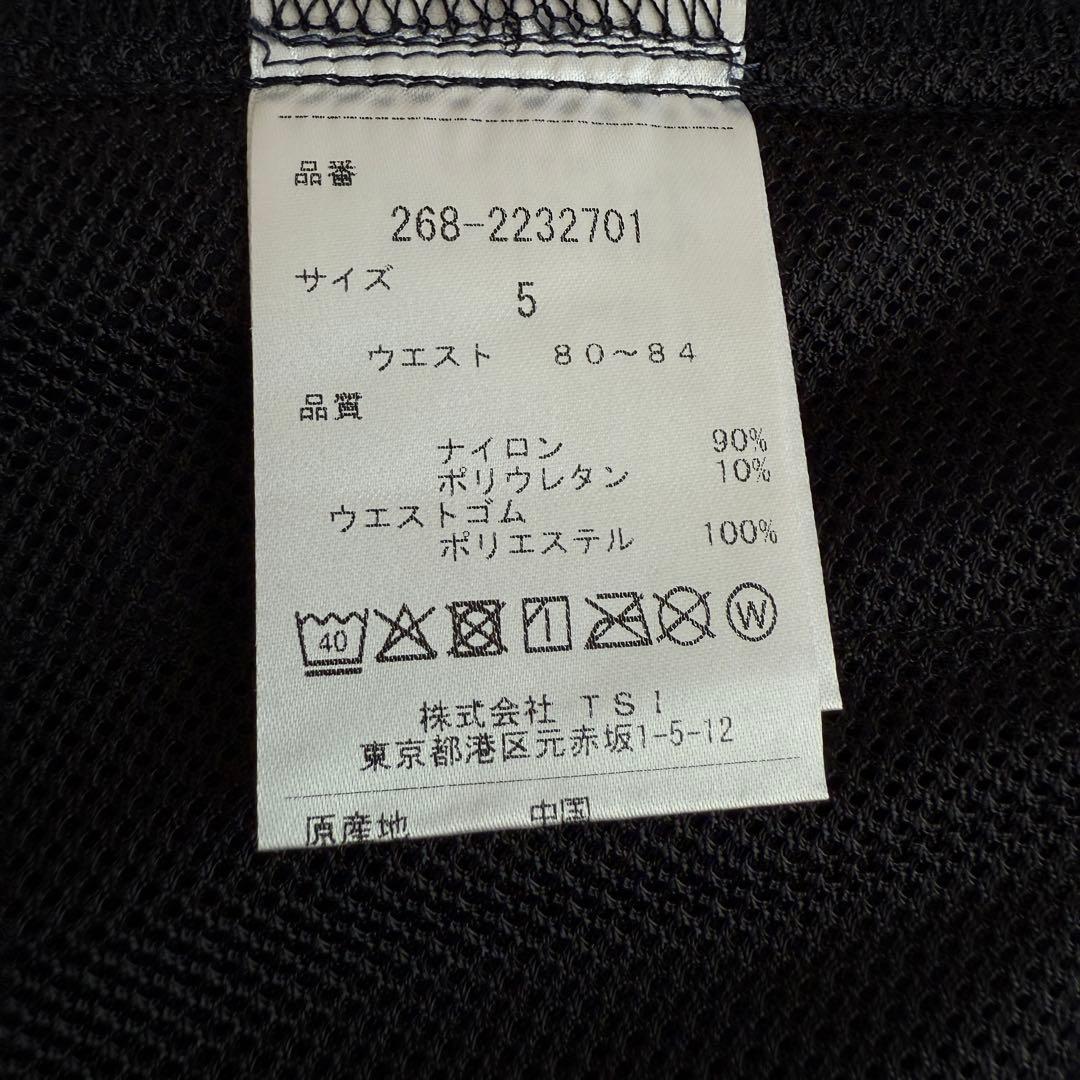 品番
268-2232701
サイズ
5
ウエスト 80~84
品質
ナイロン 90%
ポリウレタン 10%
ウエストゴム
ポリエステル 100%
40
W
株式会社 TSI
東京都港区元赤坂1-5-12
原産地 中国